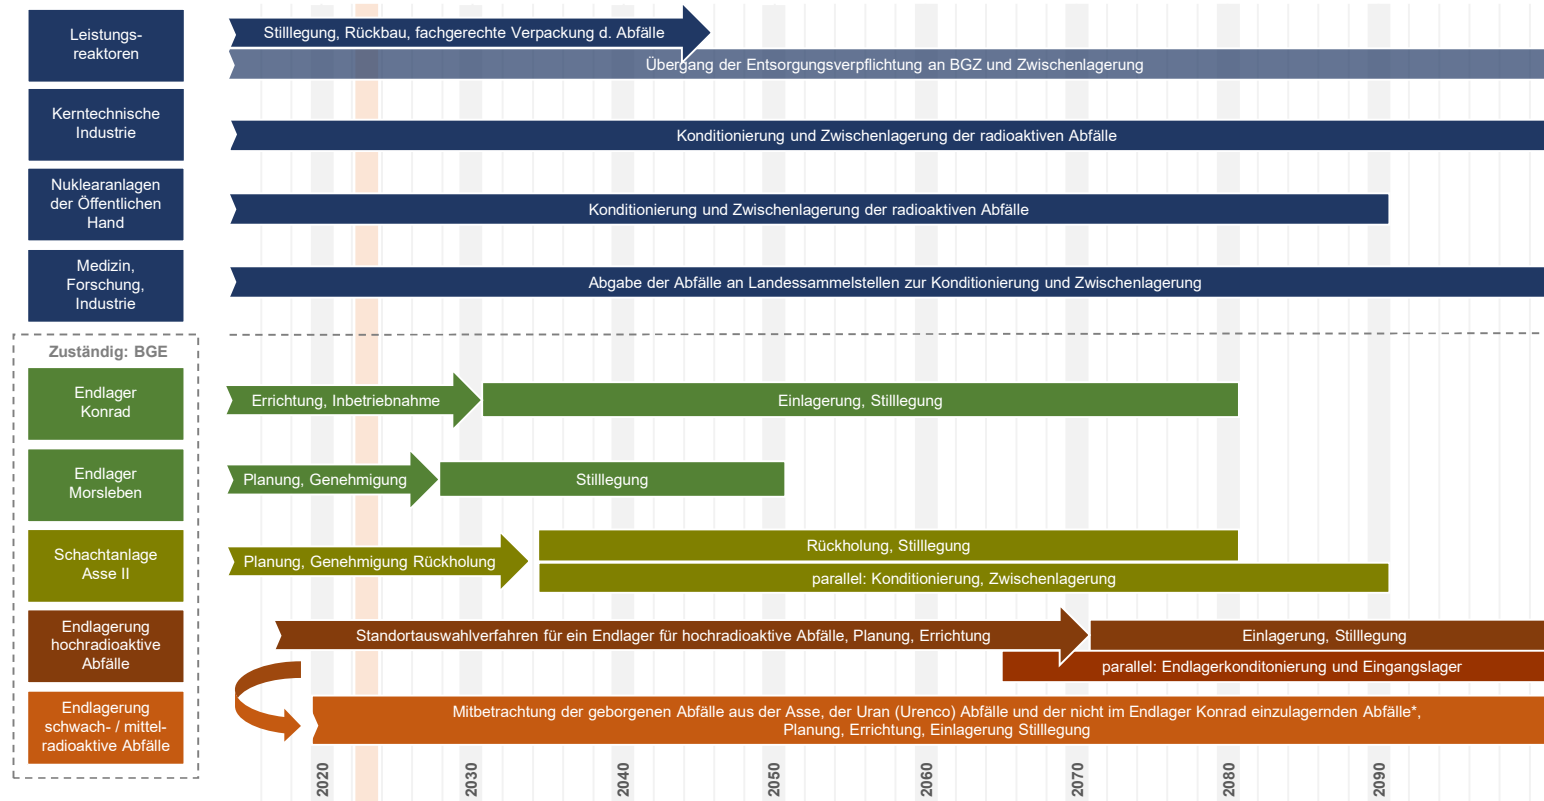 Leistungs-
reaktoren
Stilllegung, Rückbau, fachgerechte Verpackung d. Abfälle
Übergang der Entsorgungsverpflichtung an BGZ und Zwischenlagerung
Kerntechnische
Industrie
Konditionierung und Zwischenlagerung der radioaktiven Abfälle
Nuklearanlagen
der Öffentlichen
Hand
Konditionierung und Zwischenlagerung der radioaktiven Abfälle
Medizin,
Forschung,
Industrie
Abgabe der Abfälle an Landessammelstellen zur Konditionierung und Zwischenlagerung
Zuständig: BGE
Endlager
Konrad
Errichtung, Inbetriebnahme
Einlagerung, Stilllegung
Endlager
Morsleben
Planung, Genehmigung
Stilllegung
Schachtanlage
Asse II
Planung, Genehmigung Rückholung
Rückholung, Stilllegung
parallel: Konditionierung, Zwischenlagerung
Endlagerung
hochradioaktive
Abfälle
Standortauswahlverfahren für ein Endlager für hochradioaktive Abfälle, Planung, Errichtung
Einlagerung, Stilllegung
parallel: Endlagerkonditonierung und Eingangslager
Endlagerung
schwach- / mittel-
radioaktive Abfälle
Mitbetrachtung der geborgenen Abfälle aus der Asse, der Uran (Urenco) Abfälle und der nicht im Endlager Konrad einzulagernden Abfälle*,
Planung, Errichtung, Einlagerung Stilllegung
2020
2030
2040
2050
2060
2070
2080
2090